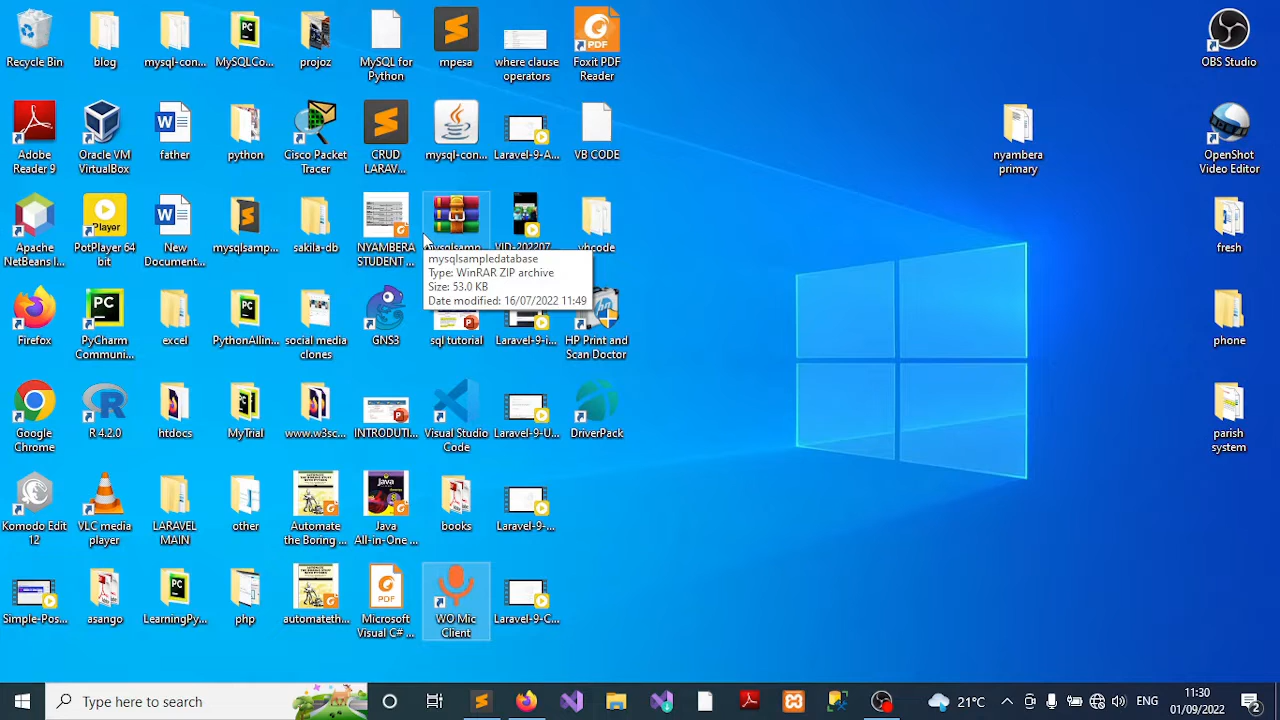 Recycle Bin
blog
mysql-con...
MySQLCo...
projoz
MySQL for
Python
mpesa
where clause
operators
Foxit PDF
Reader
OBS Studio
Adobe
Reader 9
Oracle VM
VirtualBox
father
python
Cisco Packet
Tracer
CRUD
LARAV...
mysql-con...
Laravel-9-A...
VB CODE
nyambera
primary
OpenShot
Video Editor
Apache
NetBeans I...
PotPlayer 64
bit
New
Document...
mysqlsamp...
sakila-db
NYAMBERA
STUDENT ...
mysqlsamp...
VID-202207...
vbcode
fresh
mysqlsampledatabase
Type: WinRAR ZIP archive
Size: 53.0 KB
Date modified: 16/07/2022 11:49
Firefox
PyCharm
Communi...
excel
PythonAllin...
social media
clones
GNS3
sql tutorial
Laravel-9-i...
HP Print and
Scan Doctor
phone
Google
Chrome
R 4.2.0
htdocs
MyTrial
www.w3sc...
INTRODUTI...
Visual Studio
Code
Laravel-9-U...
DriverPack
parish
system
Komodo Edit
12
VLC media
player
LARAVEL
MAIN
other
Automate
the Boring ...
Java
All-in-One ...
books
Laravel-9-...
Simple-Pos...
asango
LearningPy...
php
automateth...
Microsoft
Visual C# ...
WO Mic
Client
Laravel-9-C...
Type here to search
21°C
ENG
11:30
01/09/2022
2